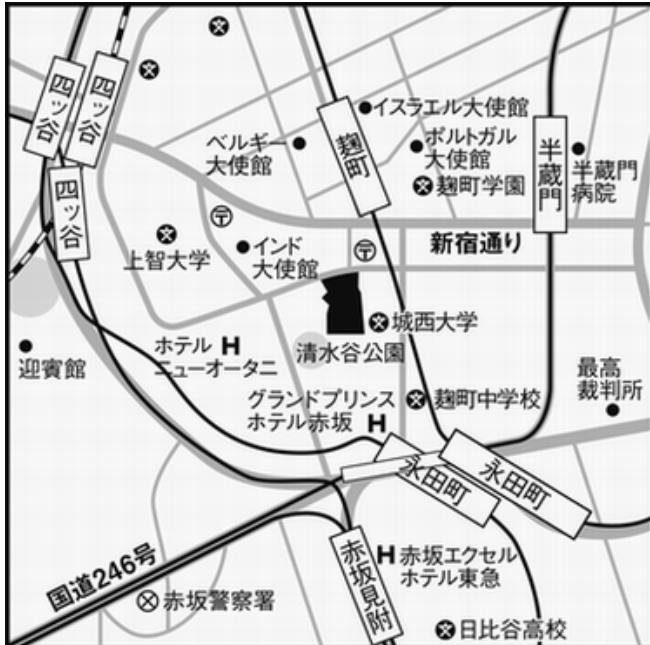 四ツ谷
四ツ谷
四ツ谷
麹町
イスラエル大使館
ベルギー
大使館
ポルトガル
大使館
麹町学園
半蔵門
半蔵門
病院
上智大学
インド
大使館
新宿通り
迎賓館
ホテル H
ニューオータニ
清水谷公園
城西大学
グランドプリンス
ホテル赤坂 H
麹町中学校
最高
裁判所
永田町
永田町
国道246号
赤坂見附
H 赤坂エクセル
ホテル東急
赤坂警察署
日比谷高校